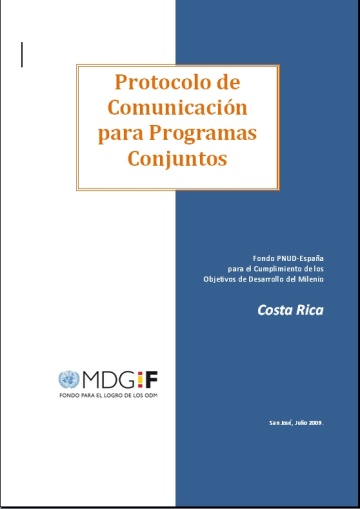 Protocolo de
Comunicación
para Programas
Conjuntos
Fondo PNUD-España
para el Cumplimiento de los
Objetivos de Desarrollo del Milenio
Costa Rica
MDGIF
FONDO PARA EL LOGRO DE LOS ODM
San José, Julio 2009.